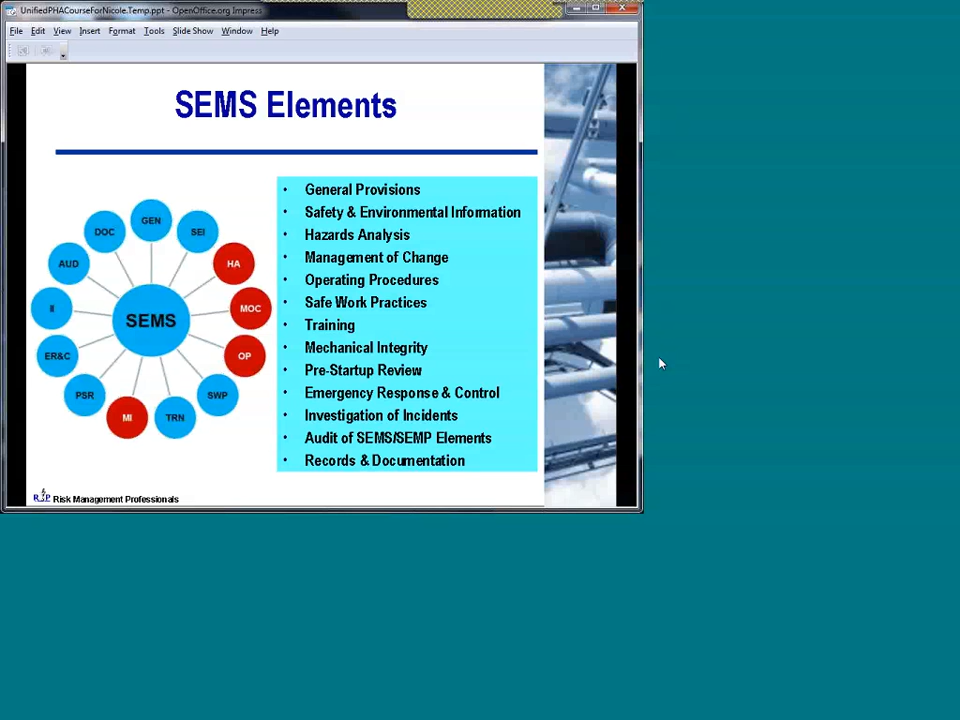 UnifiedPHACourseForNicole.Temp.ppt - OpenOffice.org Impress
File Edit View Insert Format Tools Slide Show Window Help
SEMS Elements
GEN
SEI
HA
MOC
OP
SWP
TRN
MI
PSR
ER&C
II
AUD
DOC
SEMS
• General Provisions
• Safety & Environmental Information
• Hazards Analysis
• Management of Change
• Operating Procedures
• Safe Work Practices
• Training
• Mechanical Integrity
• Pre-Startup Review
• Emergency Response & Control
• Investigation of Incidents
• Audit of SEMS/SEMP Elements
• Records & Documentation
Risk Management Professionals